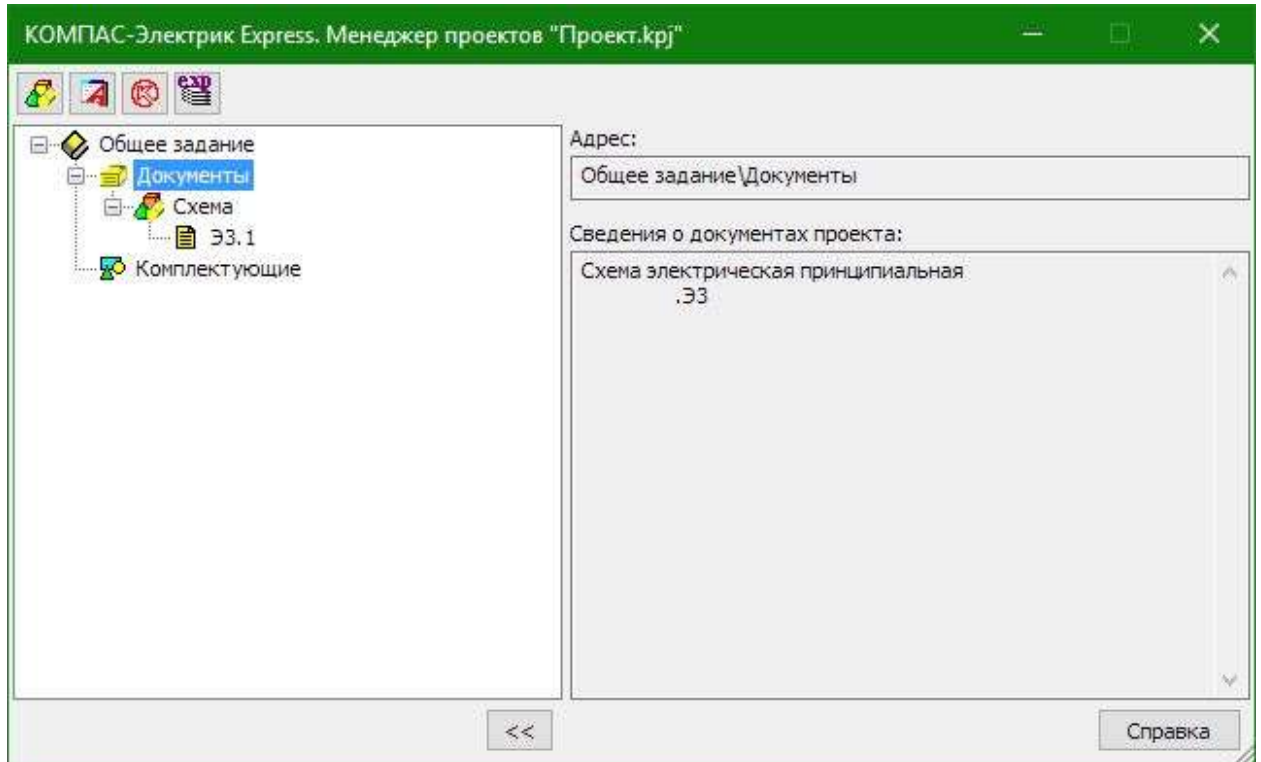 КОМПАС-Электрик Express. Менеджер проектов "Проект.kpj"
exp
Общее задание
Документы
Схема
Э3.1
Комплектующие
Адрес:
Общее задание\Документы
Сведения о документах проекта:
Схема электрическая принципиальная
.Э3
<<
Справка